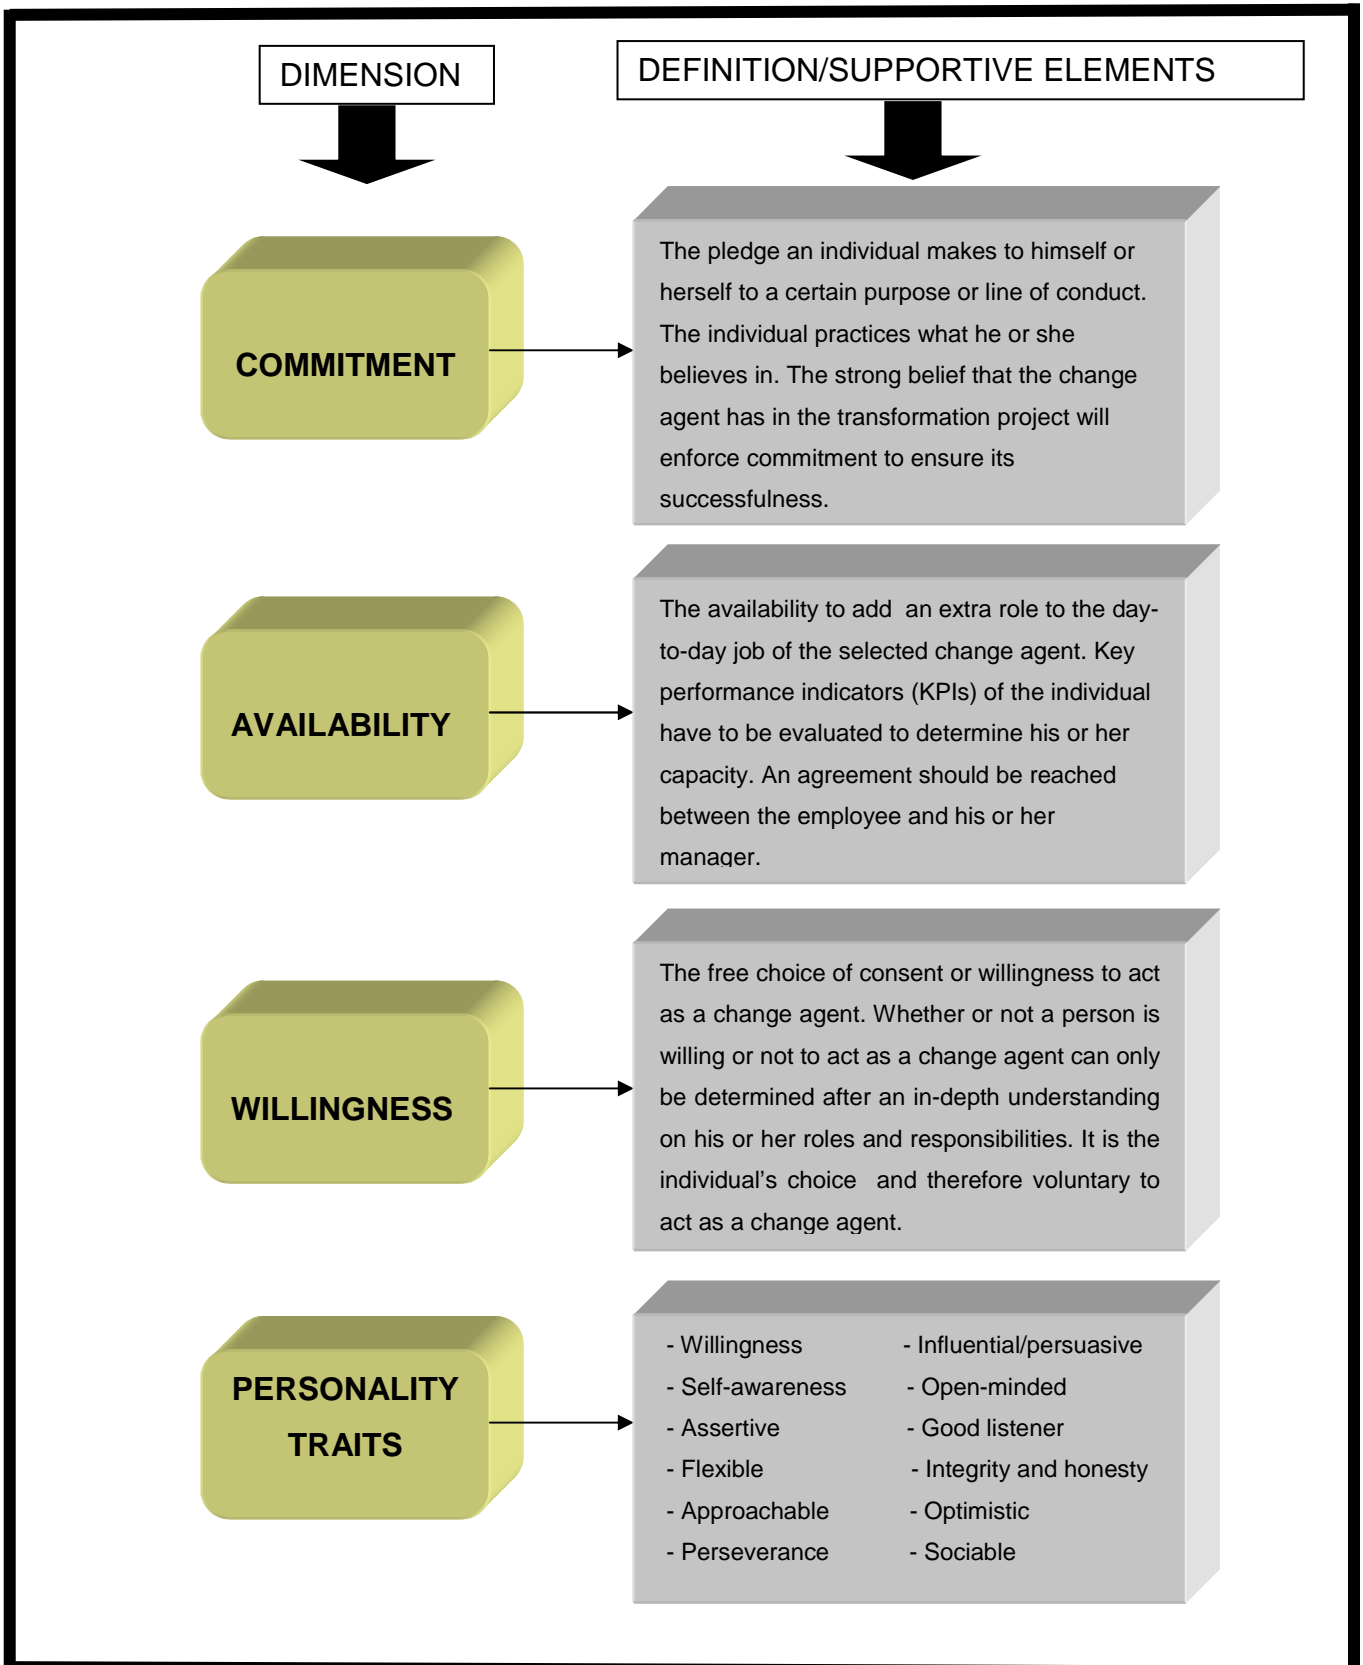 DIMENSION
DEFINITION/SUPPORTIVE ELEMENTS
COMMITMENT
The pledge an individual makes to himself or
herself to a certain purpose or line of conduct.
The individual practices what he or she
believes in. The strong belief that the change
agent has in the transformation project will
enforce commitment to ensure its
successfulness.
AVAILABILITY
The availability to add an extra role to the day-
to-day job of the selected change agent. Key
performance indicators (KPIs) of the individual
have to be evaluated to determine his or her
capacity. An agreement should be reached
between the employee and his or her
manager.
WILLINGNESS
The free choice of consent or willingness to act
as a change agent. Whether or not a person is
willing or not to act as a change agent can only
be determined after an in-depth understanding
on his or her roles and responsibilities. It is the
individual’s choice and therefore voluntary to
act as a change agent.
PERSONALITY
TRAITS
- Willingness - Influential/persuasive
- Self-awareness - Open-minded
- Assertive - Good listener
- Flexible - Integrity and honesty
- Approachable - Optimistic
- Perseverance - Sociable